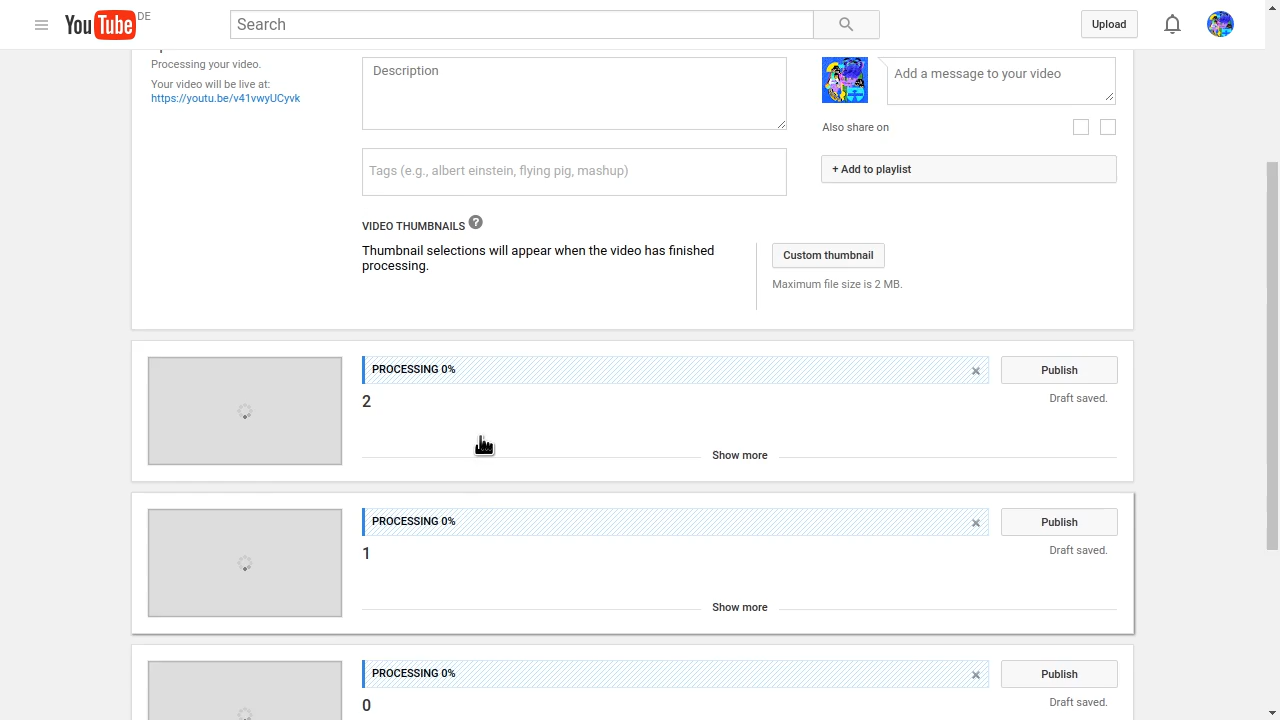 YouTube DE
Search
Upload
Processing your video.
Your video will be live at:
https://youtu.be/v41vwyUCyvk
Description
Add a message to your video
Also share on
Tags (e.g., albert einstein, flying pig, mashup)
+ Add to playlist
VIDEO THUMBNAILS ?
Thumbnail selections will appear when the video has finished
processing.
Custom thumbnail
Maximum file size is 2 MB.
PROCESSING 0%
Publish
2
Draft saved.
Show more
PROCESSING 0%
Publish
1
Draft saved.
Show more
PROCESSING 0%
Publish
0
Draft saved.